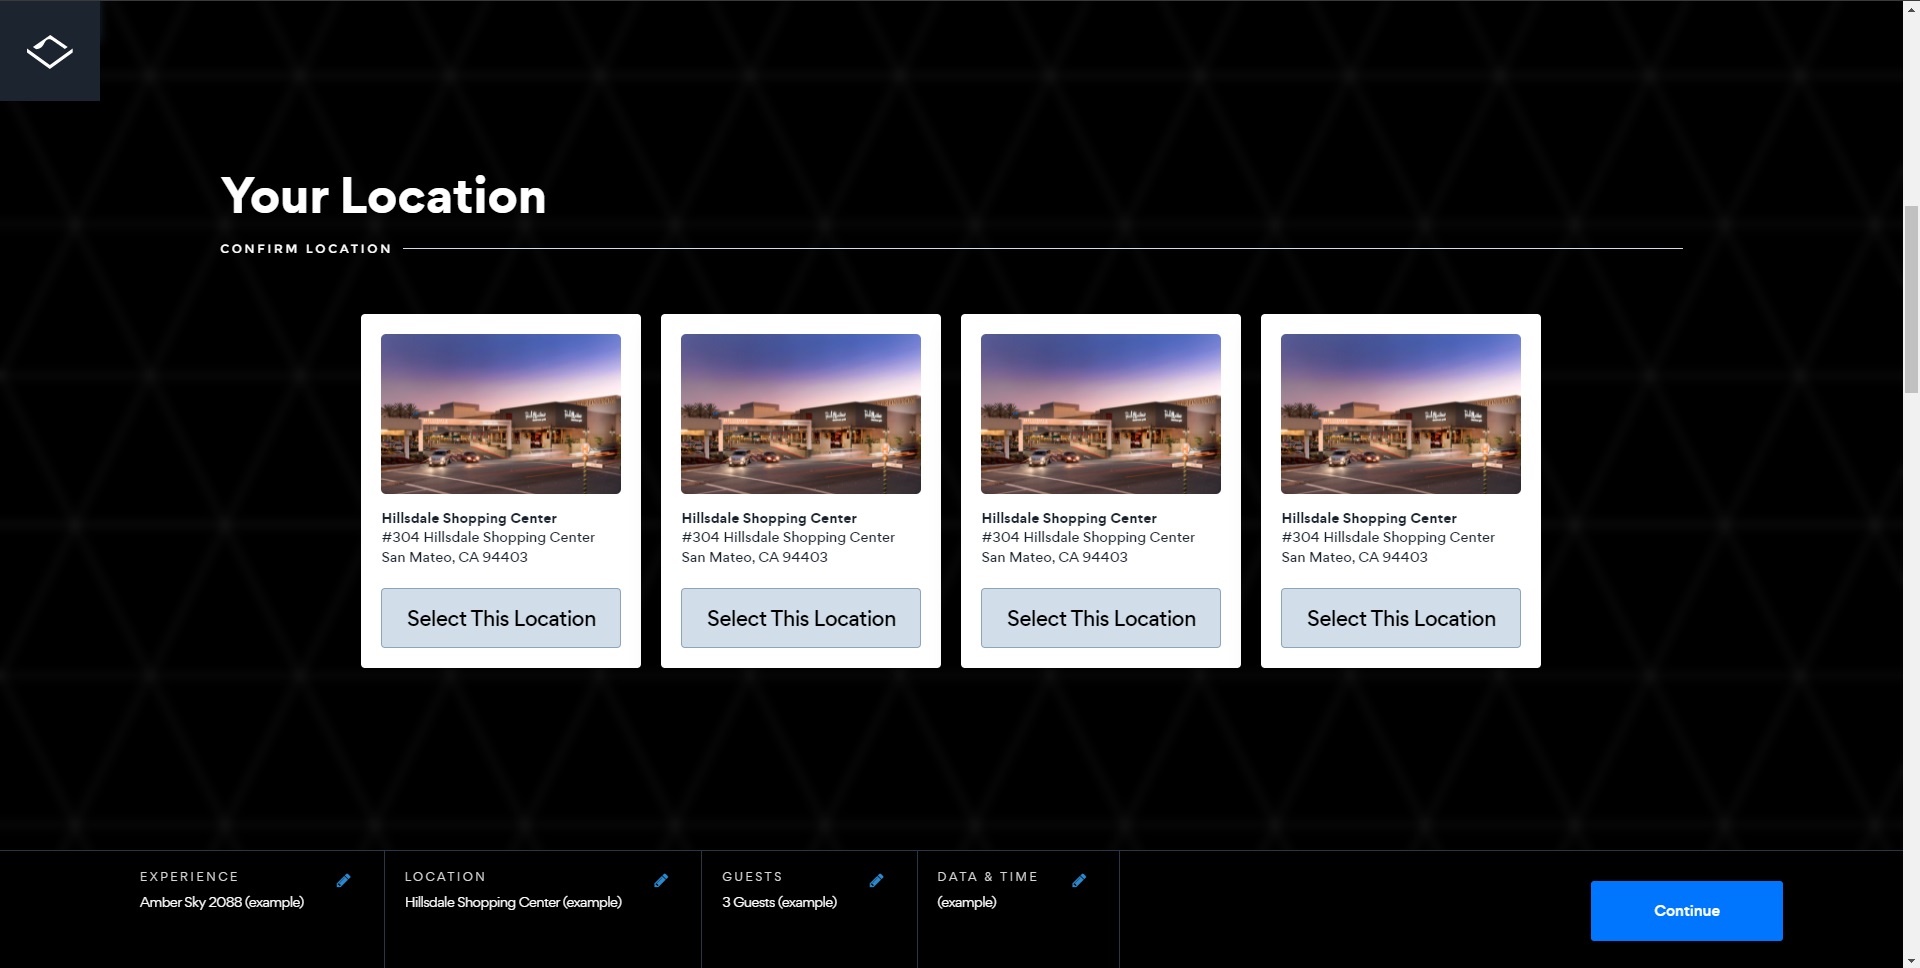 Your Location
CONFIRM LOCATION
Hillsdale Shopping Center
#304 Hillsdale Shopping Center
San Mateo, CA 94403
Select This Location
Hillsdale Shopping Center
#304 Hillsdale Shopping Center
San Mateo, CA 94403
Select This Location
Hillsdale Shopping Center
#304 Hillsdale Shopping Center
San Mateo, CA 94403
Select This Location
Hillsdale Shopping Center
#304 Hillsdale Shopping Center
San Mateo, CA 94403
Select This Location
EXPERIENCE
Amber Sky 2088 (example)
LOCATION
Hillsdale Shopping Center (example)
GUESTS
3 Guests (example)
DATA & TIME
(example)
Continue